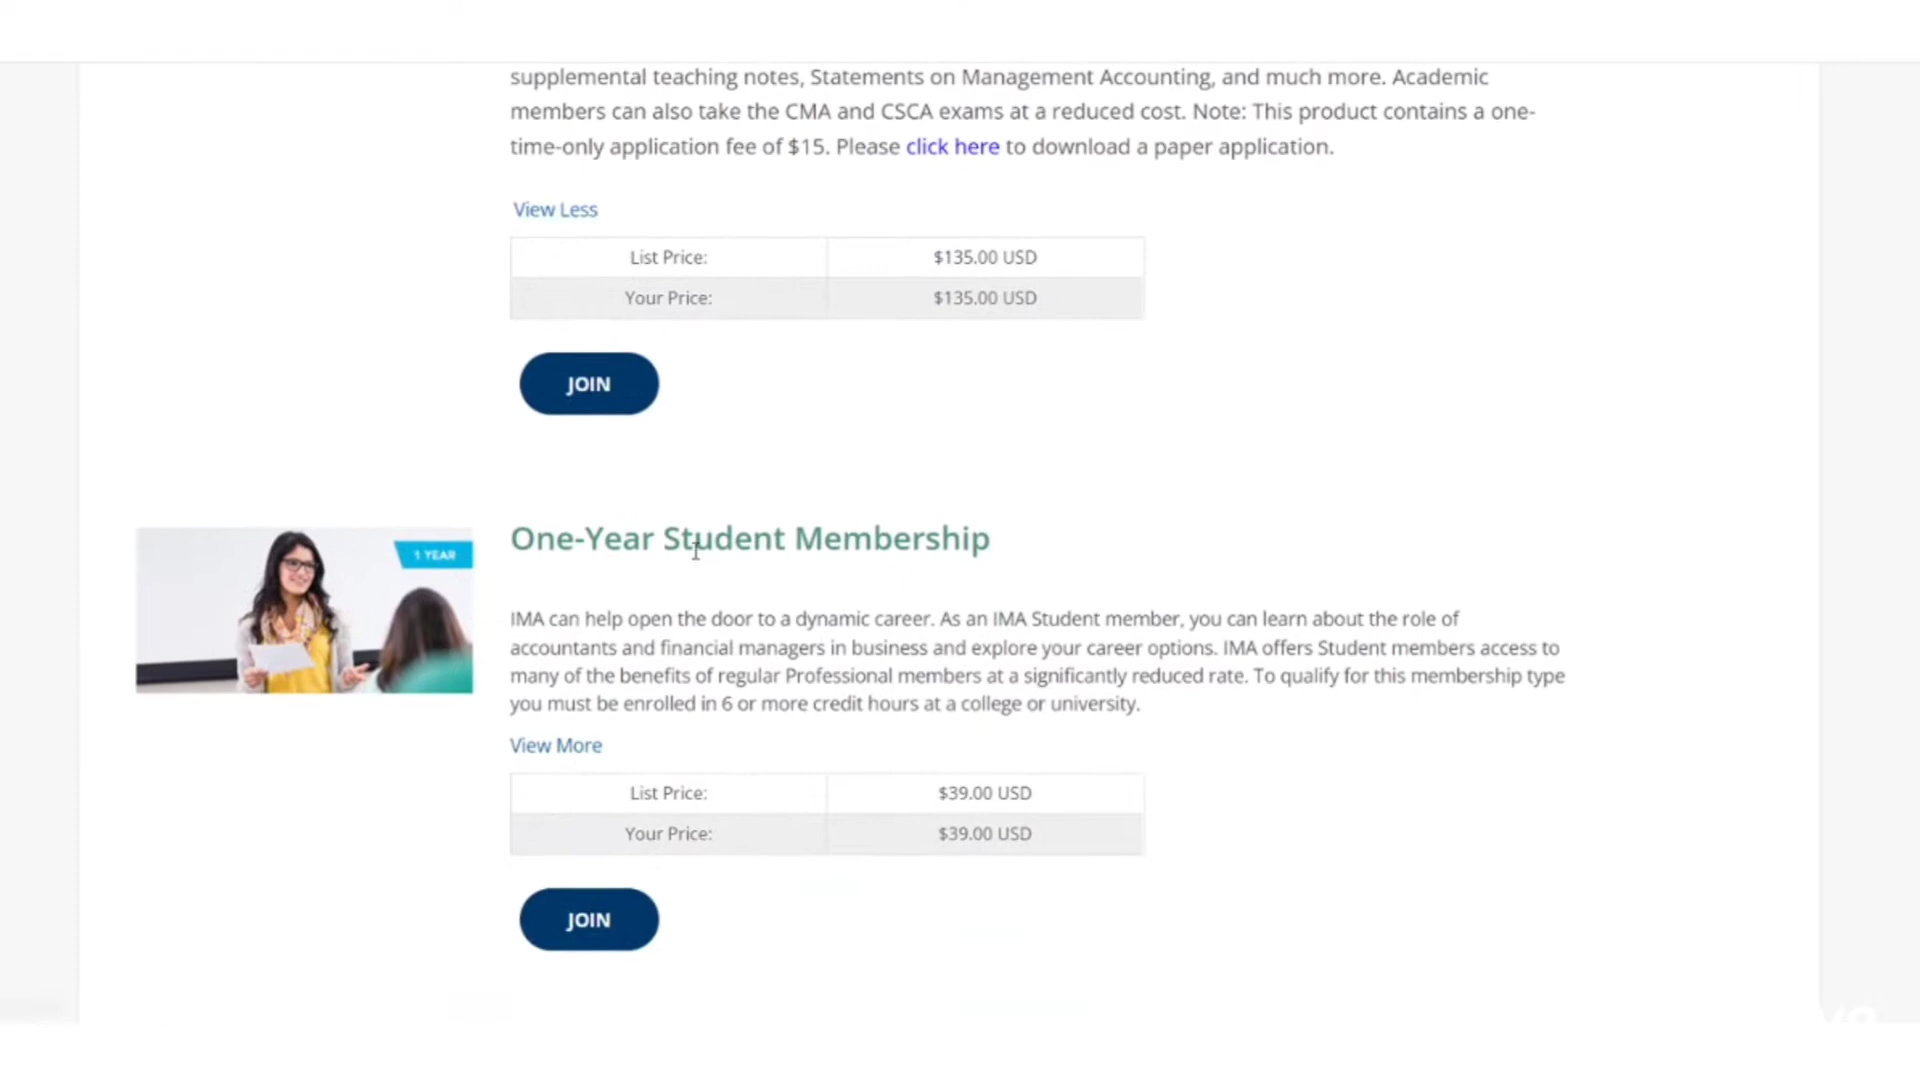 supplemental teaching notes, Statements on Management Accounting, and much more. Academic
members can also take the CMA and CSCA exams at a reduced cost. Note: This product contains a one-
time-only application fee of $15. Please click here to download a paper application.
View Less
List Price: $135.00 USD
Your Price: $135.00 USD
JOIN
One-Year Student Membership
1 YEAR
IMA can help open the door to a dynamic career. As an IMA Student member, you can learn about the role of
accountants and financial managers in business and explore your career options. IMA offers Student members access to
many of the benefits of regular Professional members at a significantly reduced rate. To qualify for this membership type
you must be enrolled in 6 or more credit hours at a college or university.
View More
List Price: $39.00 USD
Your Price: $39.00 USD
JOIN